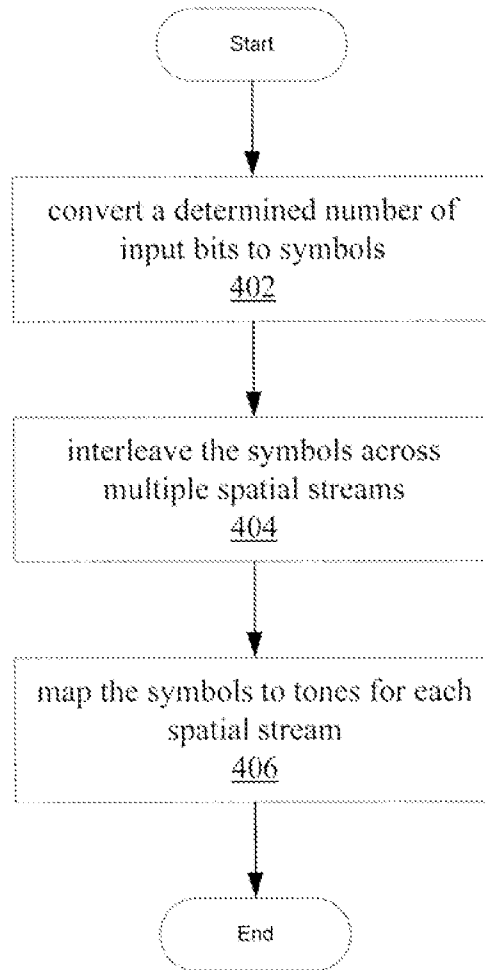 Start
convert a determined number of
input bits to symbols
402
interleave the symbols across
multiple spatial streams
404
map the symbols to tones for each
spatial stream
406
End